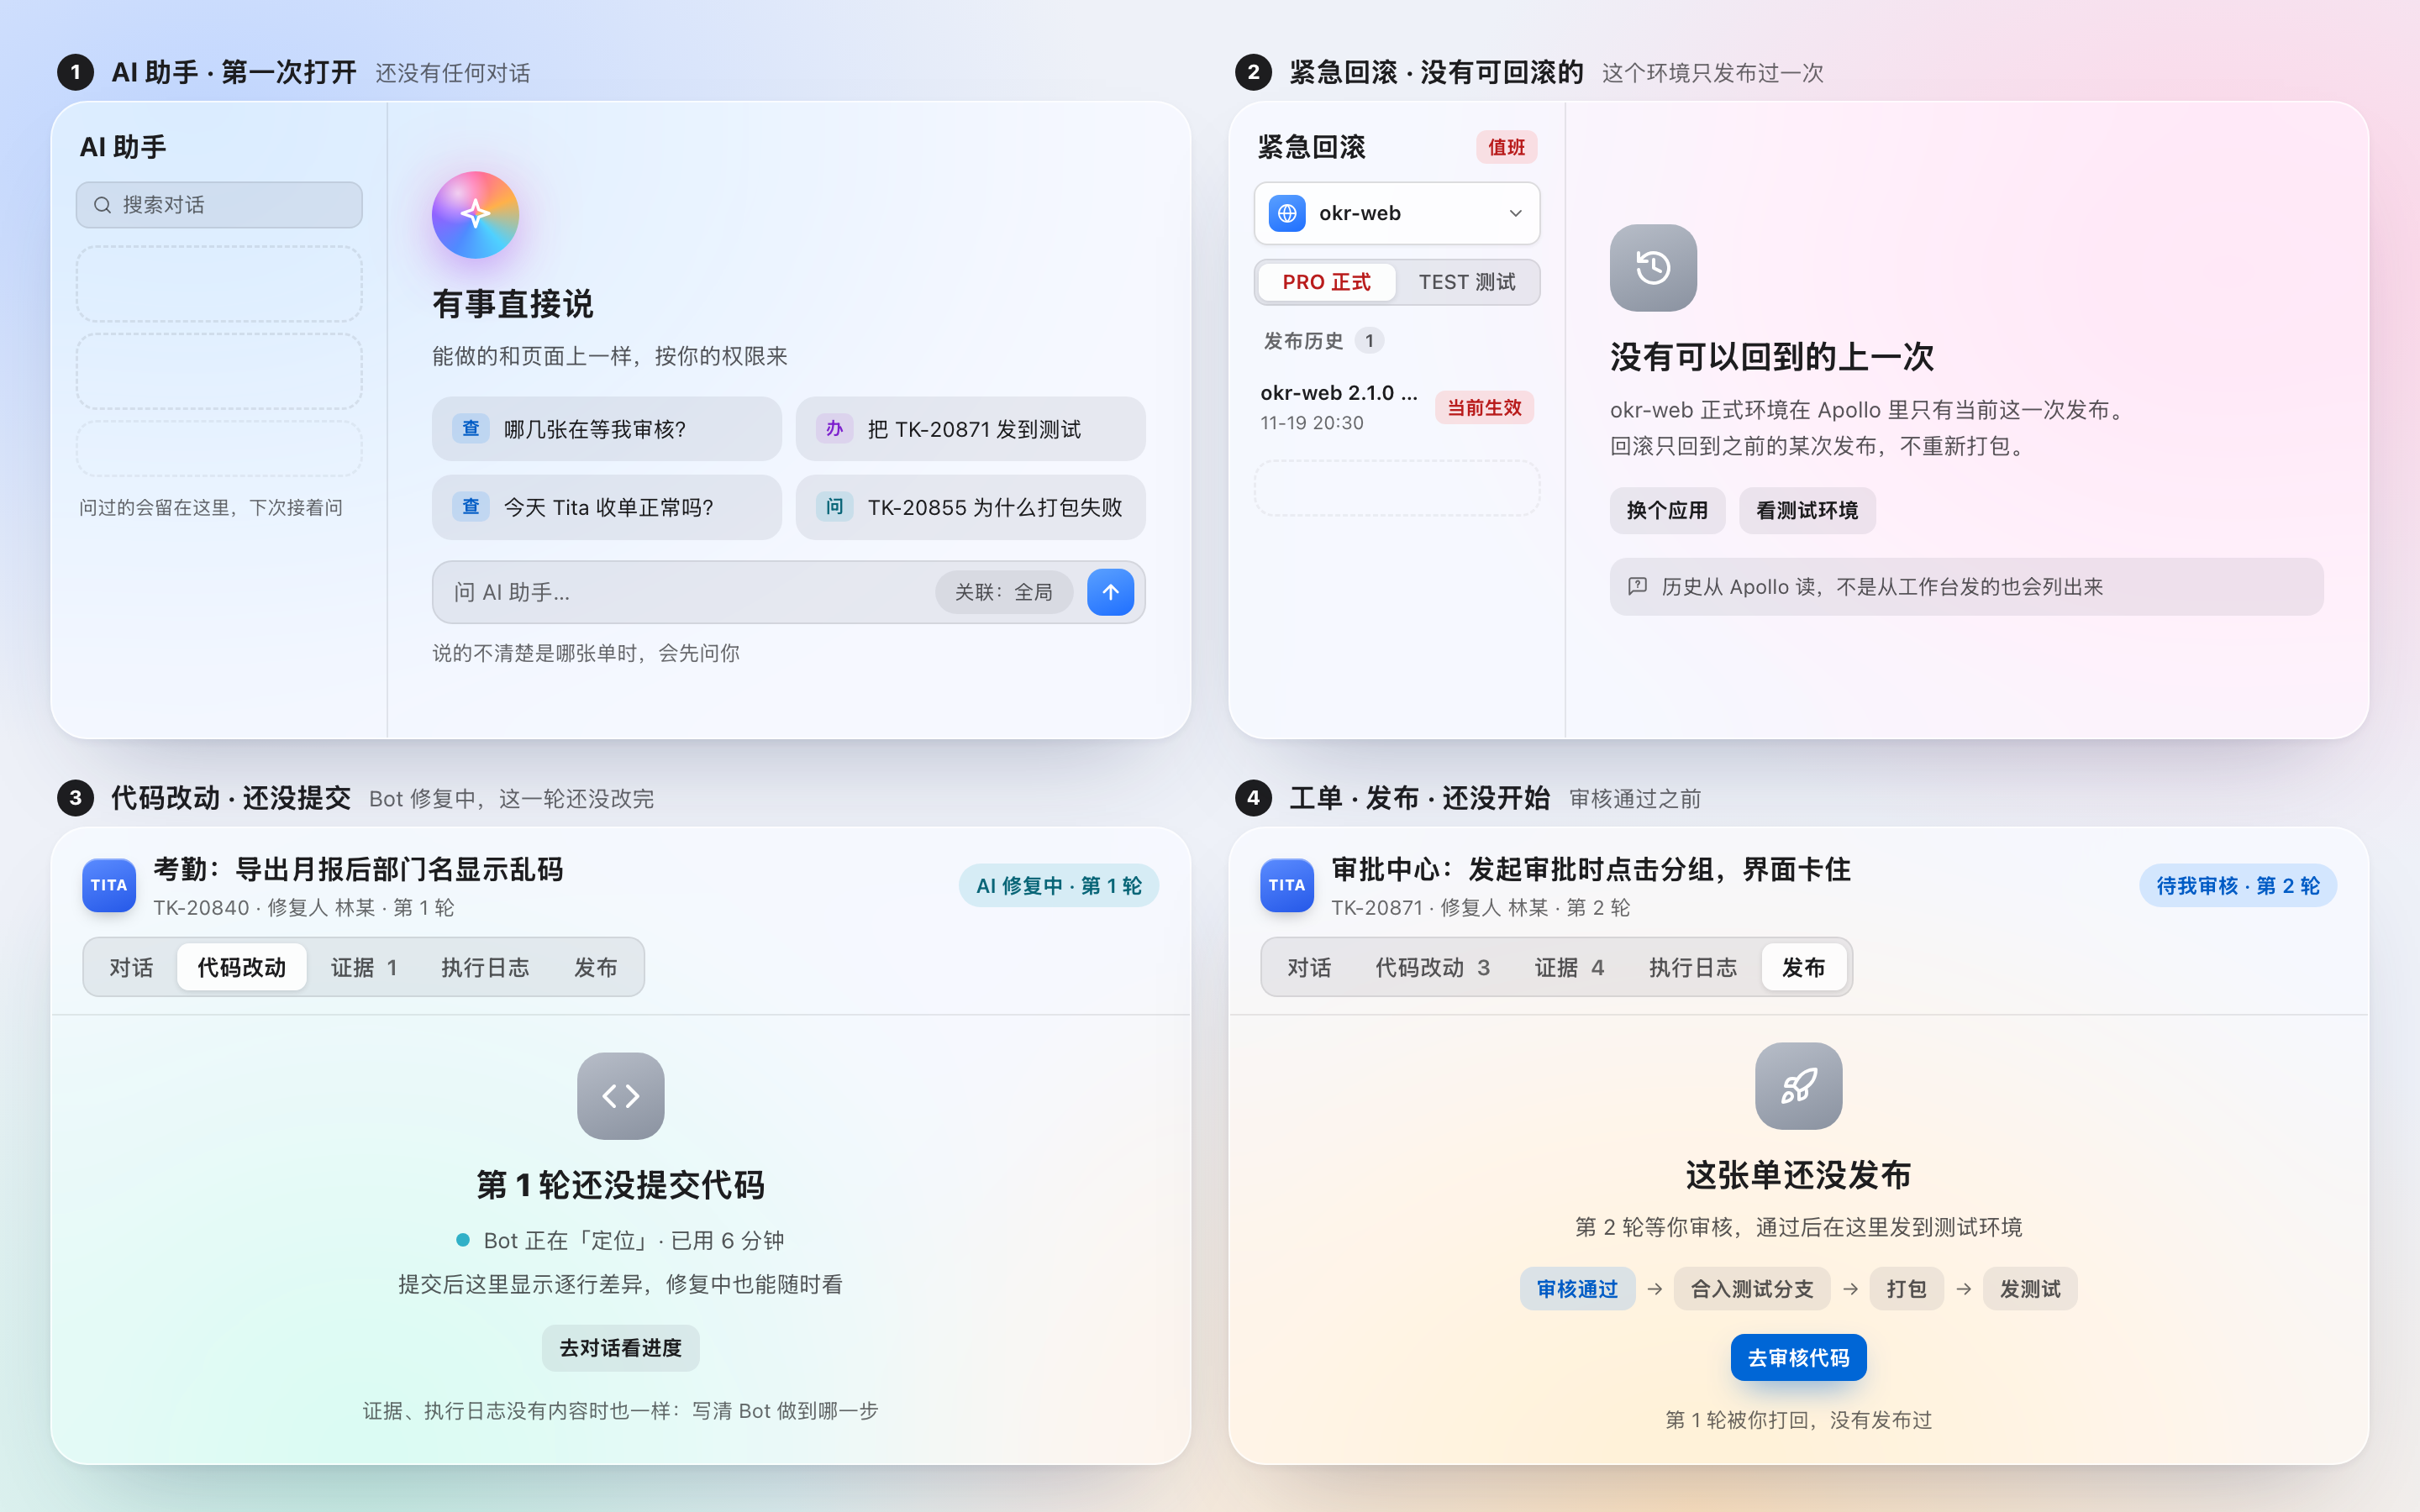 1 AI 助手 · 第一次打开 还没有任何对话
AI 助手
搜索对话
问过的会留在这里，下次接着问
有事直接说
能做的和页面上一样，按你的权限来
查 哪几张在等我审核？
办 把 TK-20871 发到测试
查 今天 Tita 收单正常吗？
问 TK-20855 为什么打包失败
问 AI 助手... 关联：全局
说的不清楚是哪张单时，会先问你
2 紧急回滚 · 没有可回滚的 这个环境只发布过一次
紧急回滚 值班
okr-web
PRO 正式 TEST 测试
发布历史 1
okr-web 2.1.0 ... 当前生效
11-19 20:30
没有可以回到的上一次
okr-web 正式环境在 Apollo 里只有当前这一次发布。
回滚只回到之前的某次发布，不重新打包。
换个应用 看测试环境
历史从 Apollo 读，不是从工作台发的也会列出来
3 代码改动 · 还没提交 Bot 修复中，这一轮还没改完
TITA 考勤：导出月报后部门名显示乱码
TK-20840 · 修复人 林某 · 第 1 轮
AI 修复中 · 第 1 轮
对话 代码改动 证据 1 执行日志 发布
第 1 轮还没提交代码
Bot 正在「定位」· 已用 6 分钟
提交后这里显示逐行差异，修复中也能随时看
去对话看进度
证据、执行日志没有内容时也一样：写清 Bot 做到哪一步
4 工单 · 发布 · 还没开始 审核通过之前
TITA 审批中心：发起审批时点击分组，界面卡住
TK-20871 · 修复人 林某 · 第 2 轮
待我审核 · 第 2 轮
对话 代码改动 3 证据 4 执行日志 发布
这张单还没发布
第 2 轮等你审核，通过后在这里发到测试环境
审核通过 → 合入测试分支 → 打包 → 发测试
去审核代码
第 1 轮被你打回，没有发布过